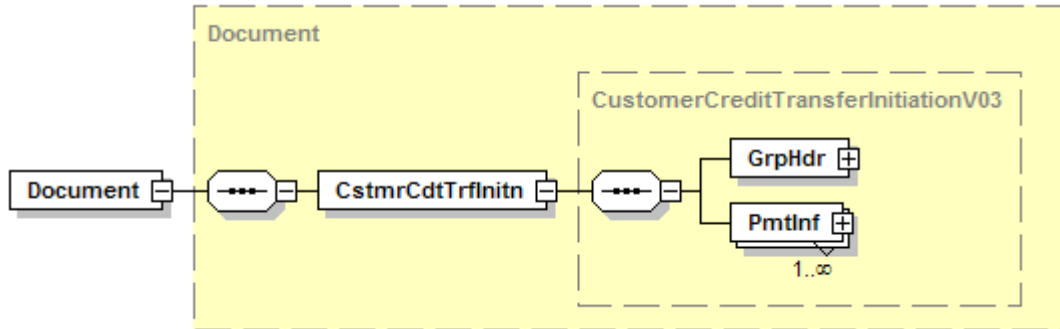 Document
CustomerCreditTransferInitiationV03
GrpHdr
Document
CstmrCdtTrfInitn
PmtInf
1..∞